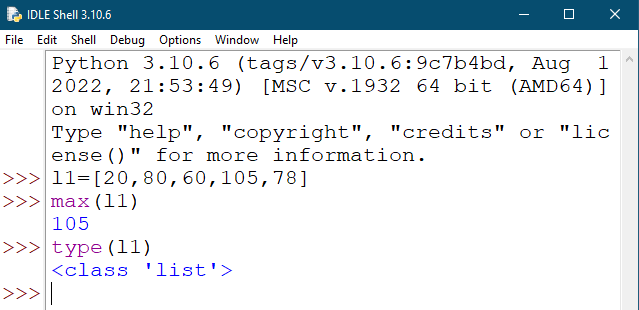 IDLE Shell 3.10.6
File Edit Shell Debug Options Window Help
Python 3.10.6 (tags/v3.10.6:9c7b4bd, Aug  1
2022, 21:53:49) [MSC v.1932 64 bit (AMD64)]
on win32
Type "help", "copyright", "credits" or "lic
ense()" for more information.
>>> l1=[20,80,60,105,78]
>>> max(l1)
105
>>> type(l1)
<class 'list'>
>>>